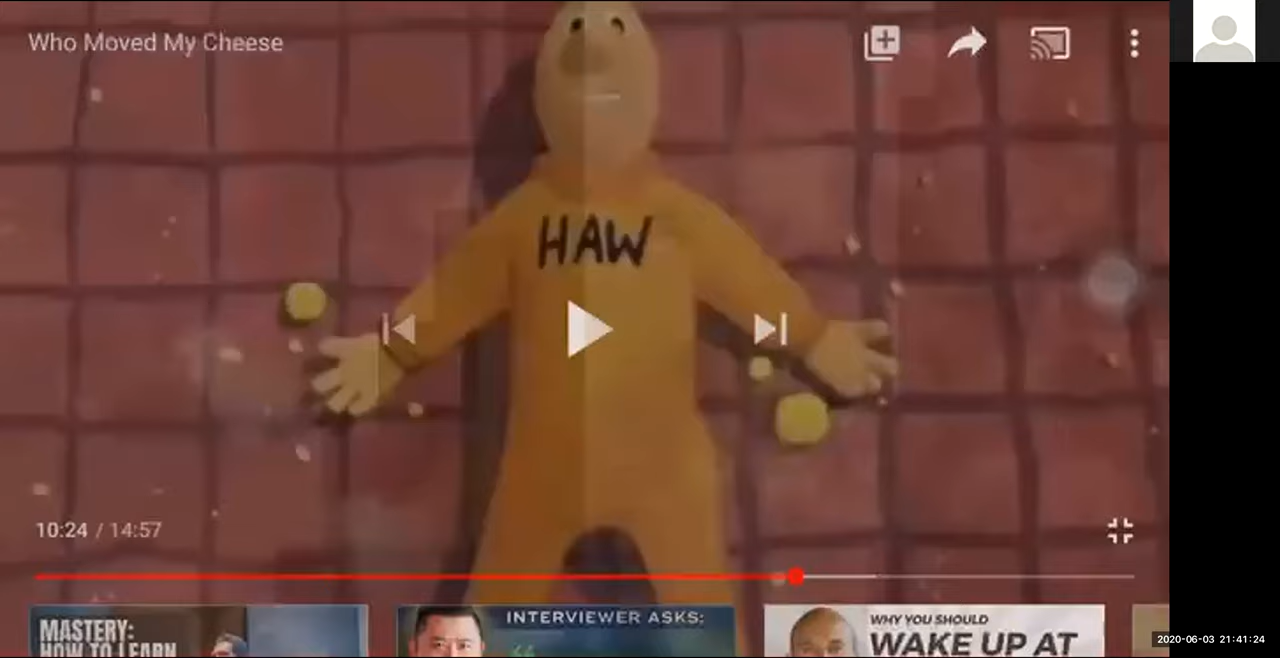 Who Moved My Cheese
HAW
10:24 / 14:57
MASTERY:
HOW TO LEARN
INTERVIEWER ASKS:
WHY YOU SHOULD
WAKE UP AT
2020-06-03 21:41:24